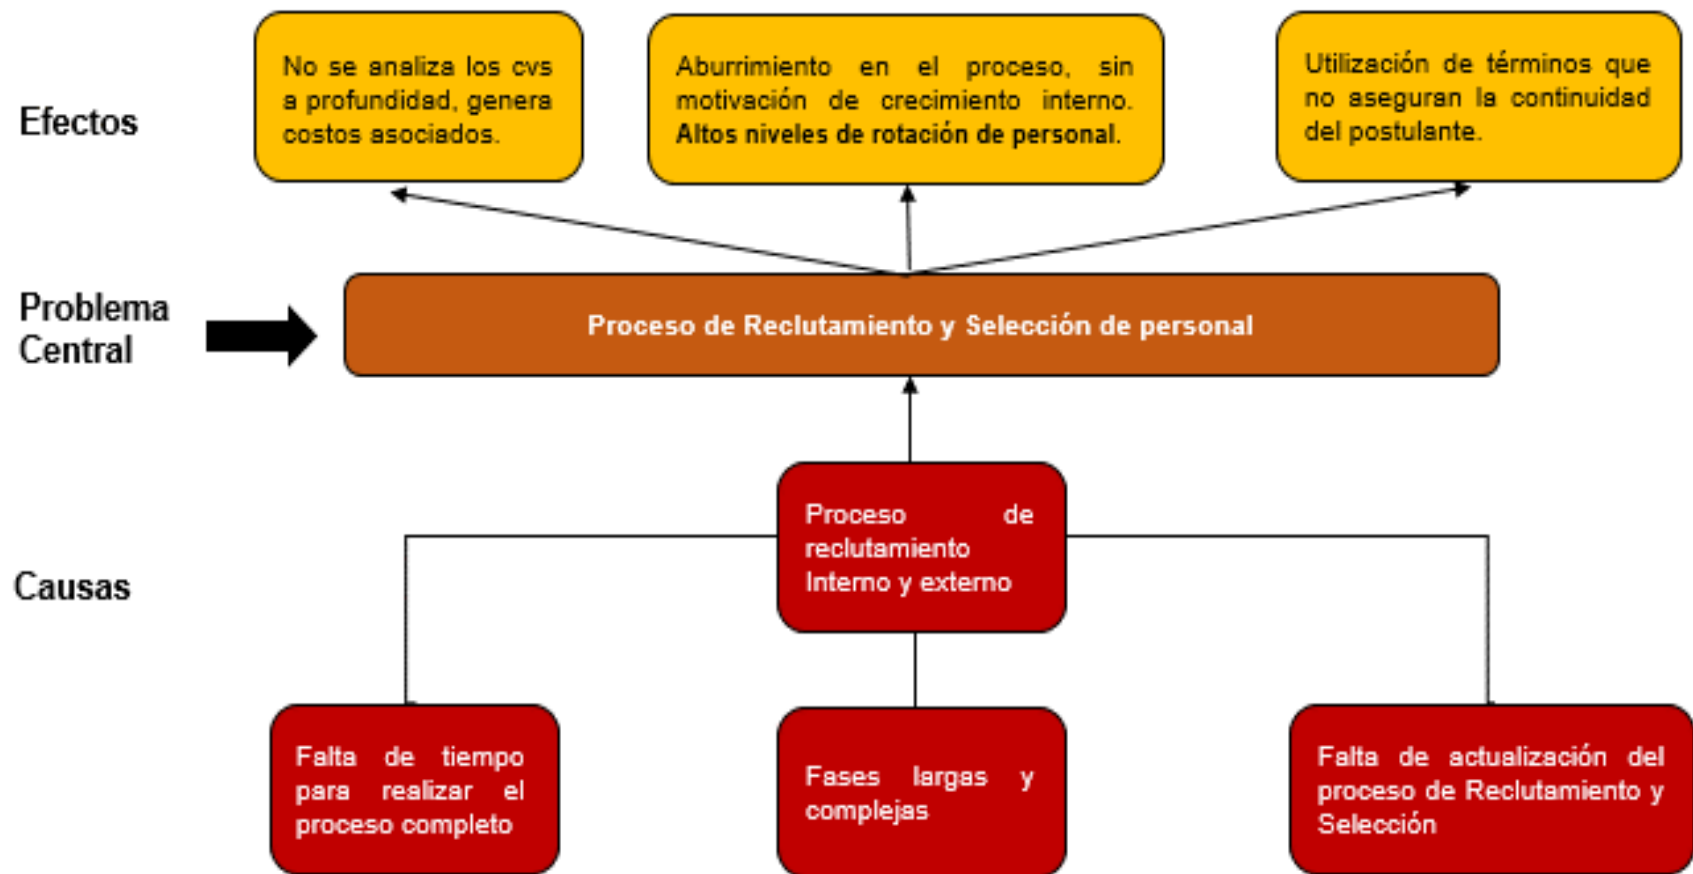 No se analiza los cvs
a profundidad, genera
costos asociados.
Aburrimiento en el proceso, sin
motivación de crecimiento interno.
Altos niveles de rotación de personal.
Utilización de términos que
no aseguran la continuidad
del postulante.
Efectos
Problema
Central
Proceso de Reclutamiento y Selección de personal
Proceso de
reclutamiento
Interno y externo
Causas
Falta de tiempo
para realizar el
proceso completo
Fases largas y
complejas
Falta de actualización del
proceso de Reclutamiento y
Selección